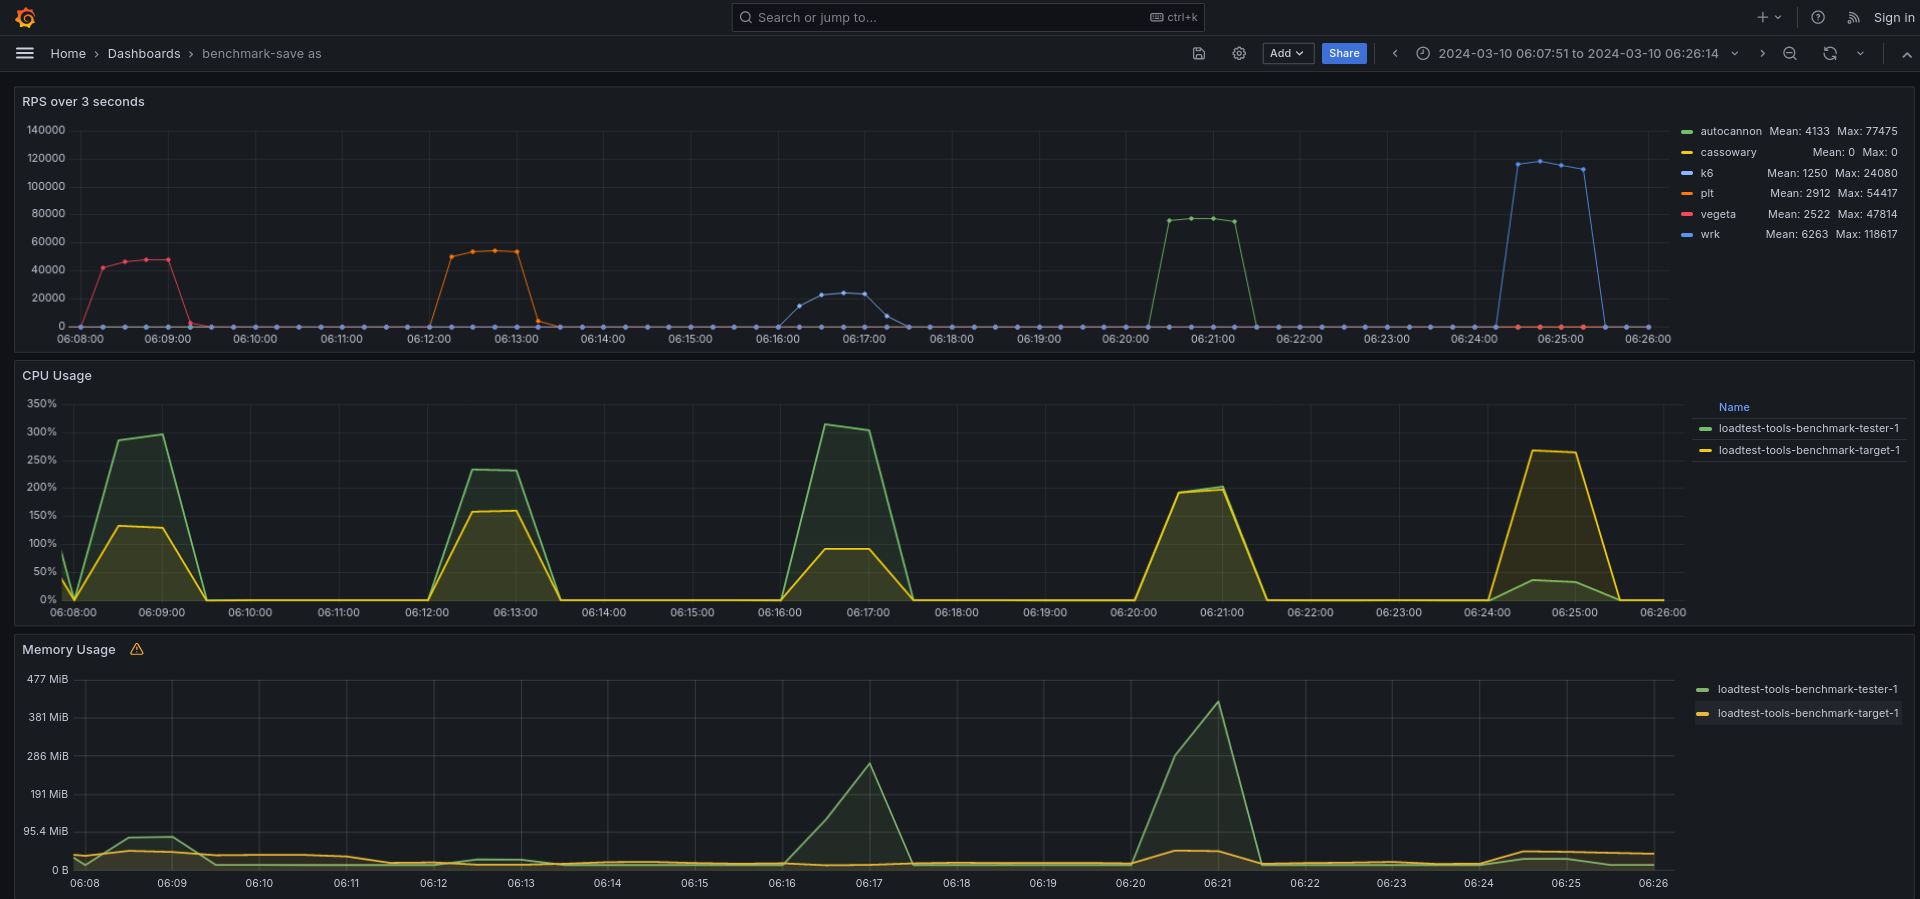 Search or jump to...
ctrl+k
Sign in
Home › Dashboards › benchmark-save as
Add
Share
2024-03-10 06:07:51 to 2024-03-10 06:26:14
RPS over 3 seconds
140000
120000
100000
80000
60000
40000
20000
0
06:08:00 06:09:00 06:10:00 06:11:00 06:12:00 06:13:00 06:14:00 06:15:00 06:16:00 06:17:00 06:18:00 06:19:00 06:20:00 06:21:00 06:22:00 06:23:00 06:24:00 06:25:00 06:26:00
autocannon Mean: 4133 Max: 77475
cassowary Mean: 0 Max: 0
k6 Mean: 1250 Max: 24080
plt Mean: 2912 Max: 54417
vegeta Mean: 2522 Max: 47814
wrk Mean: 6263 Max: 118617
CPU Usage
350%
300%
250%
200%
150%
100%
50%
0%
06:08:00 06:09:00 06:10:00 06:11:00 06:12:00 06:13:00 06:14:00 06:15:00 06:16:00 06:17:00 06:18:00 06:19:00 06:20:00 06:21:00 06:22:00 06:23:00 06:24:00 06:25:00 06:26:00
Name
loadtest-tools-benchmark-tester-1
loadtest-tools-benchmark-target-1
Memory Usage
477 MiB
381 MiB
286 MiB
191 MiB
95.4 MiB
0 B
06:08 06:09 06:10 06:11 06:12 06:13 06:14 06:15 06:16 06:17 06:18 06:19 06:20 06:21 06:22 06:23 06:24 06:25 06:26
loadtest-tools-benchmark-tester-1
loadtest-tools-benchmark-target-1